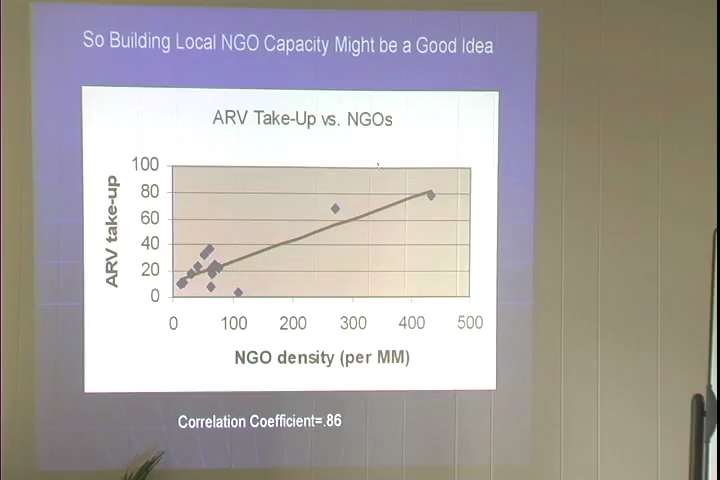 So Building Local NGO Capacity Might be a Good Idea
ARV Take-Up vs. NGOs
ARV take-up
100
80
60
40
20
0
0 100 200 300 400 500
NGO density (per MM)
Correlation Coefficient=.86